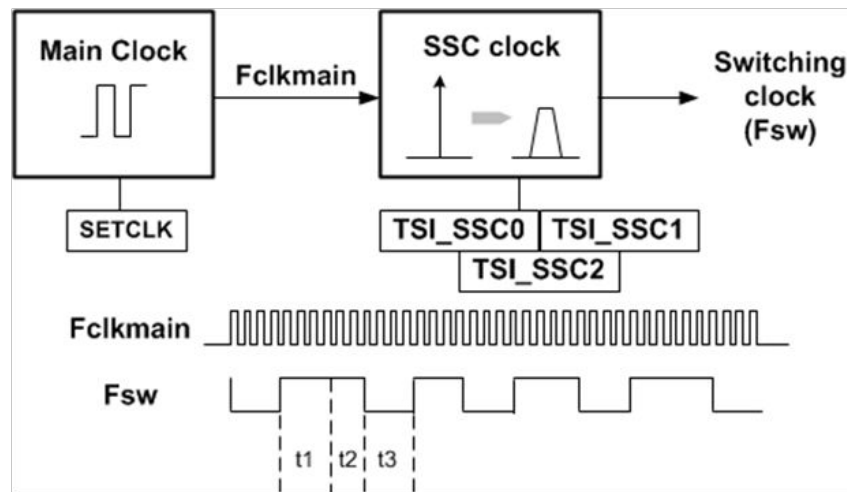 Main Clock
Fclkmain
SSC clock
Switching
clock
(Fsw)
SETCLK
TSI_SSC0
TSI_SSC1
TSI_SSC2
Fclkmain
Fsw
t1
t2
t3